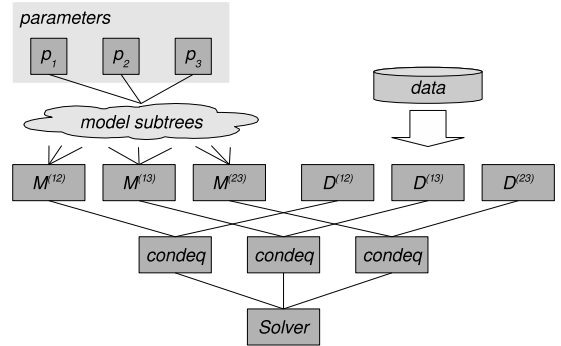 parameters
p1 p2 p3
data
model subtrees
M(12) M(13) M(23) D(12) D(13) D(23)
condeq condeq condeq
Solver